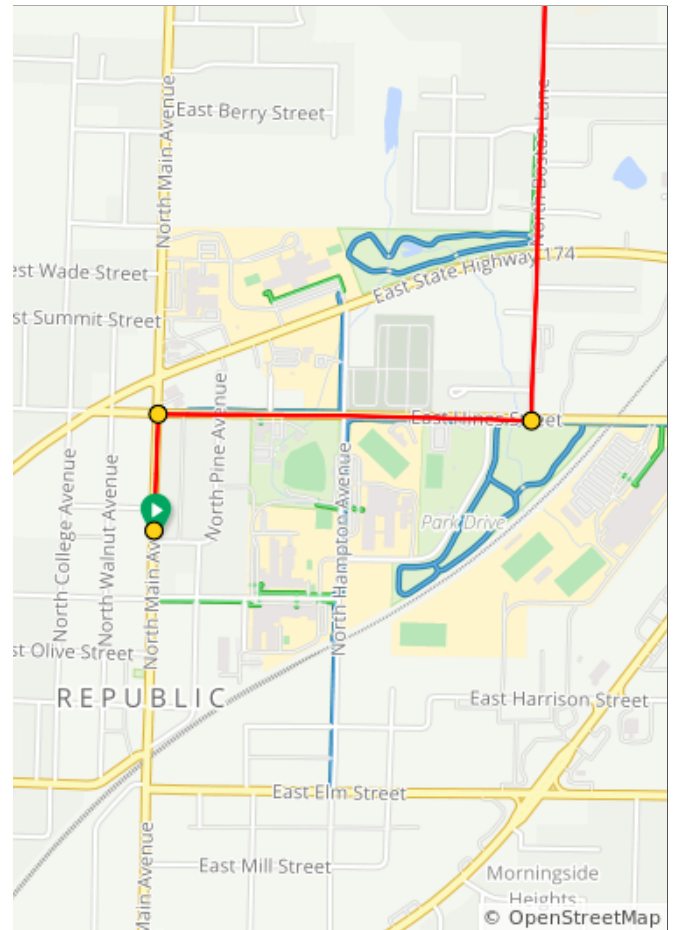 East Berry Street
North Main Avenue
North Boston Lane
East State Highway 174
est Wade Street
st Summit Street
East Hines Street
North Pine Avenue
North College Avenue
North Walnut Avenue
North Hampton Avenue
Park Drive
North Main Av
st Olive Street
REPUBLIC
East Harrison Street
East Elm Street
East Mill Street
Main Avenue
Morningside
Heights
© OpenStreetMap